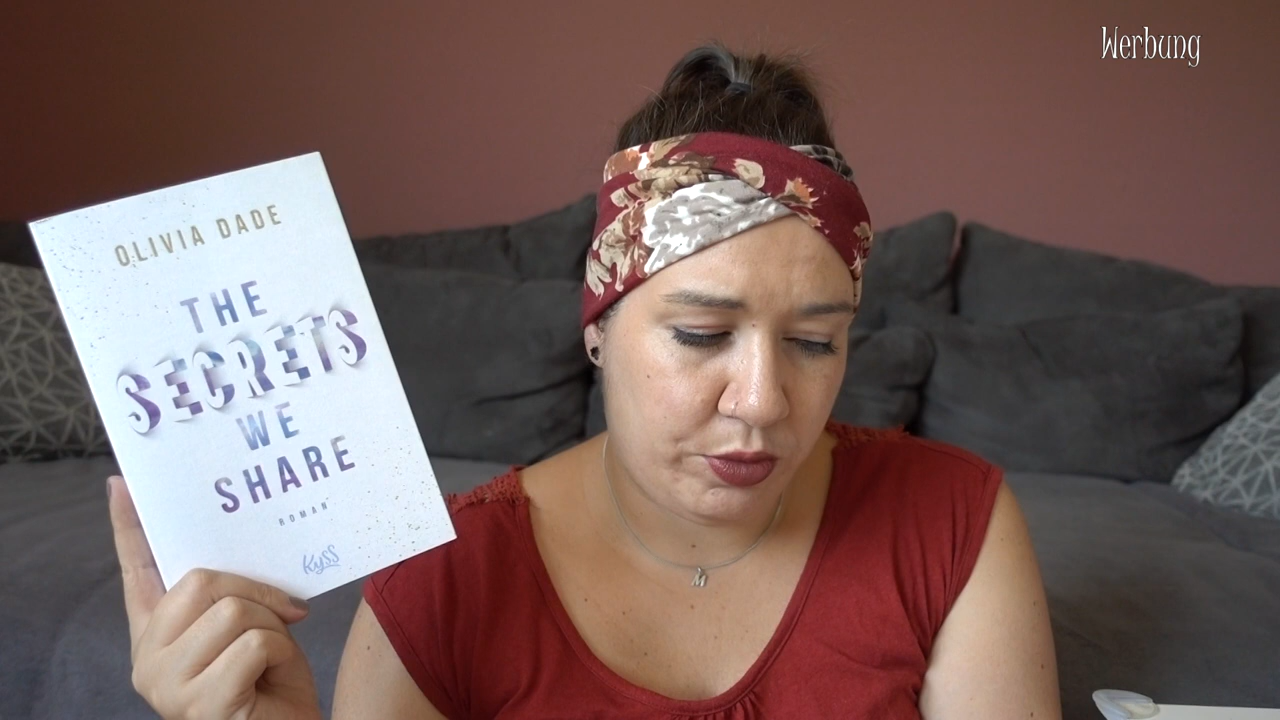 Werbung
OLIVIA DADE
THE
SECRETS
WE
SHARE
ROMAN
Kyss
M